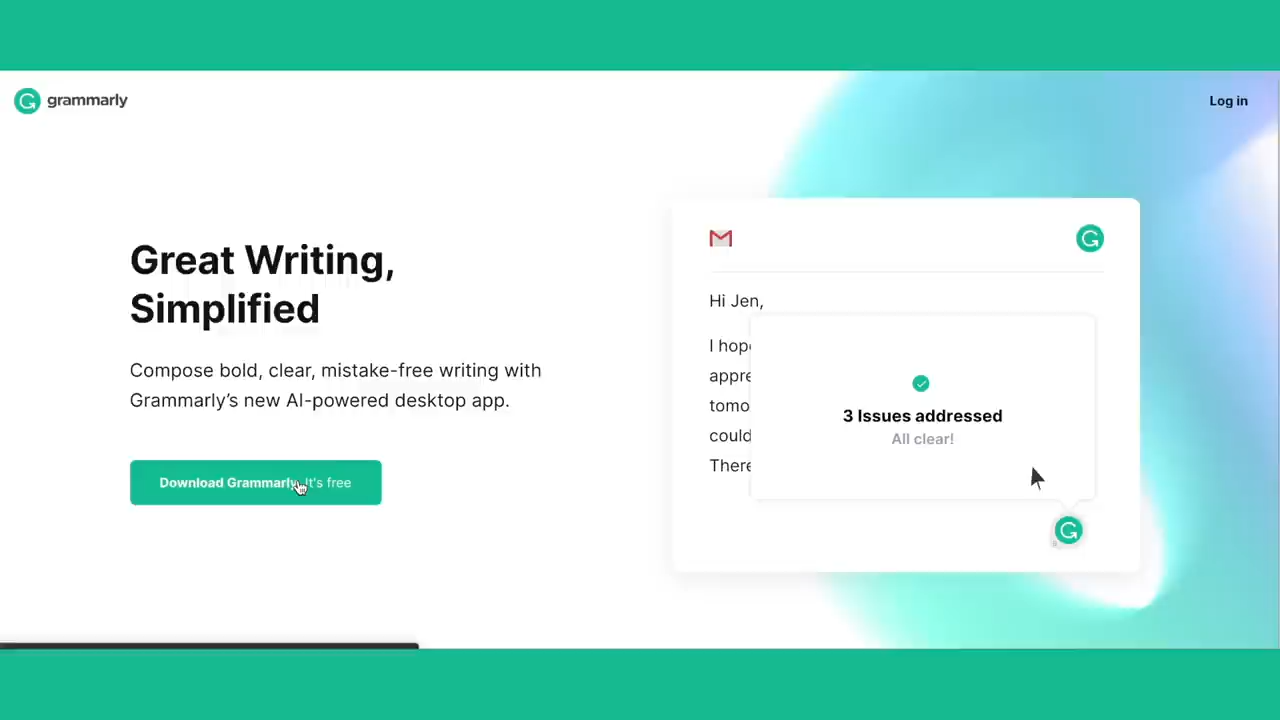 grammarly
Log in
Great Writing,
Simplified
Compose bold, clear, mistake-free writing with
Grammarly's new AI-powered desktop app.
Download Grammarly It's free
Hi Jen,
I hope
appre
tomo
could
There
3 Issues addressed
All clear!